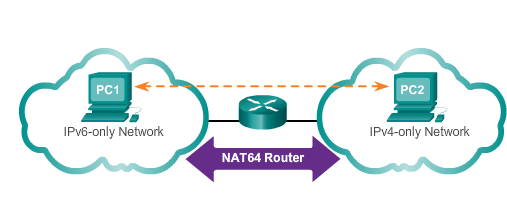 PC1
PC2
IPv6-only Network
IPv4-only Network
NAT64 Router